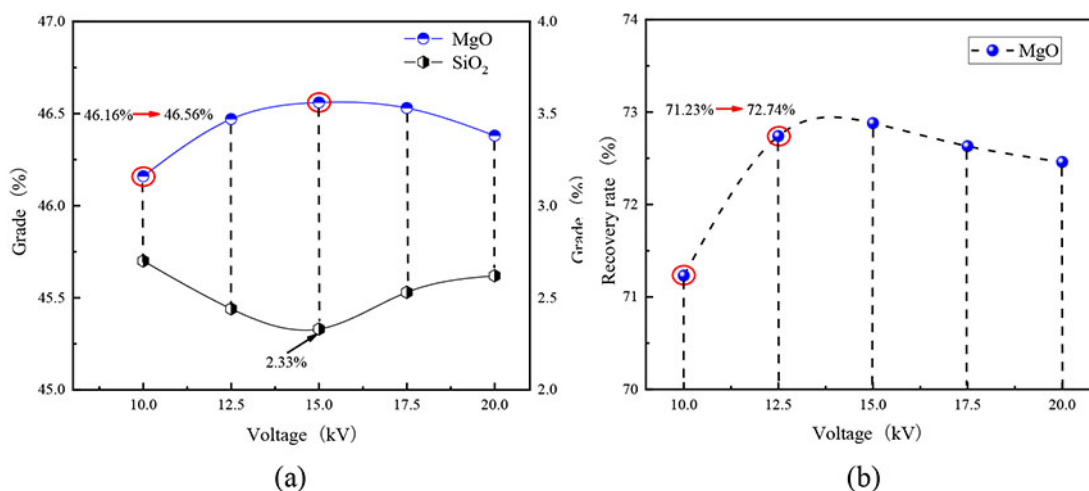 47.0
46.5
46.0
45.5
45.0
Grade (%)
4.0
3.5
3.0
2.5
2.0
Grade (%)
MgO
SiO2
46.16% 46.56%
2.33%
10.0 12.5 15.0 17.5 20.0
Voltage (kV)
(a)
74
73
72
71
70
Recovery rate (%)
MgO
71.23% 72.74%
10.0 12.5 15.0 17.5 20.0
Voltage (kV)
(b)